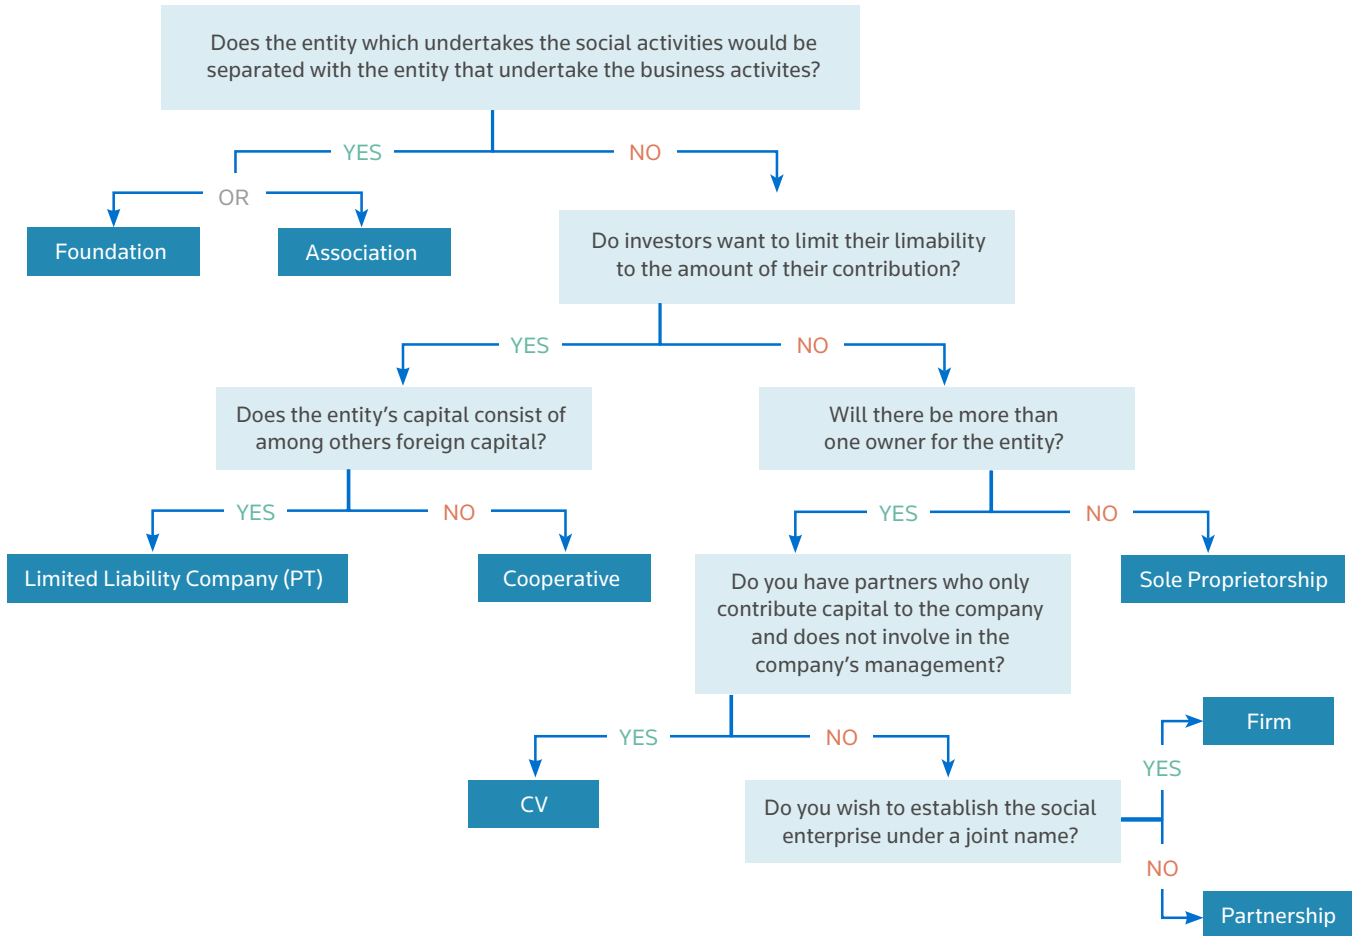 Does the entity which undertakes the social activities would be
separated with the entity that undertake the business activites?
YES
NO
OR
Foundation
Association
Do investors want to limit their limability
to the amount of their contribution?
YES
NO
Does the entity’s capital consist of
among others foreign capital?
Will there be more than
one owner for the entity?
YES
NO
YES
NO
Limited Liability Company (PT)
Cooperative
Do you have partners who only
contribute capital to the company
and does not involve in the
company’s management?
Sole Proprietorship
YES
NO
CV
Do you wish to establish the social
enterprise under a joint name?
Firm
YES
NO
Partnership